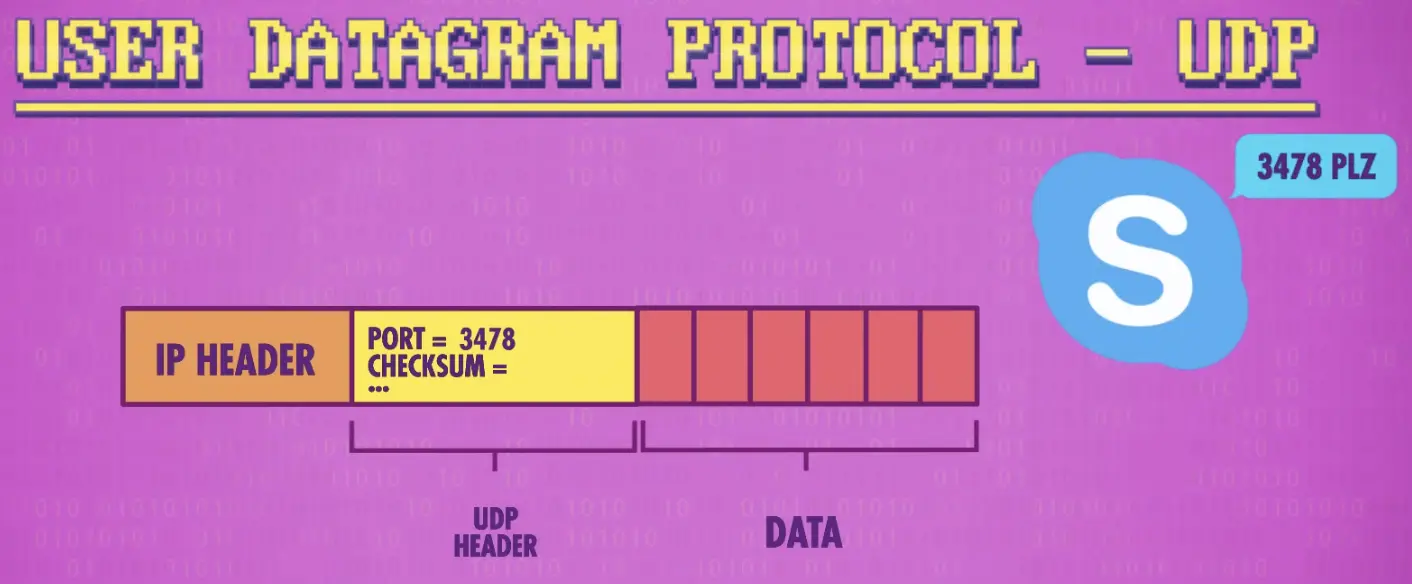 USER DATAGRAM PROTOCOL - UDP
3478 PLZ
S
IP HEADER
PORT = 3478
CHECKSUM =
...
UDP
HEADER
DATA